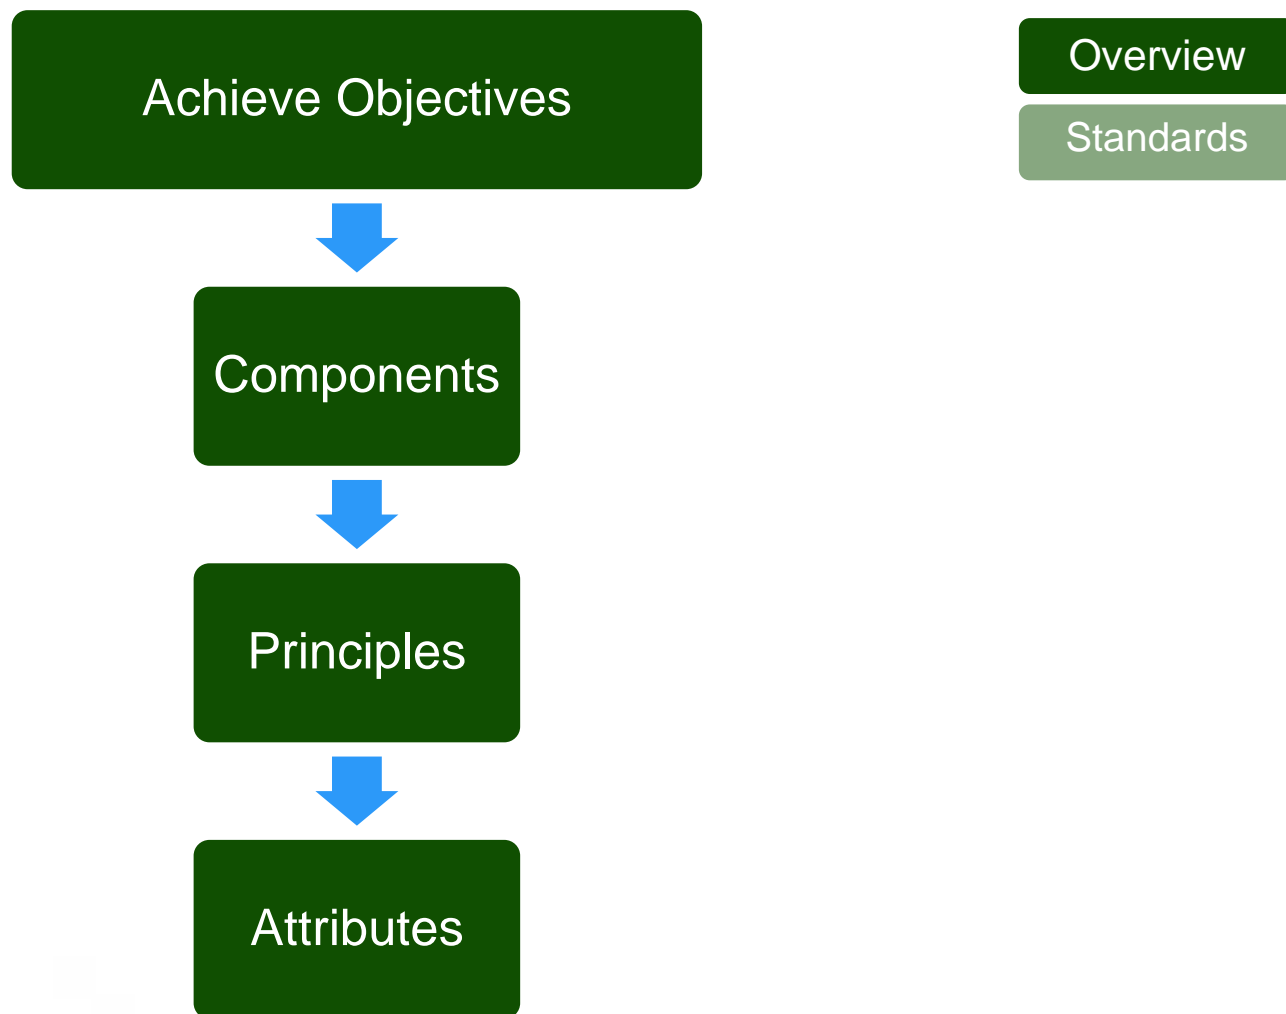 Achieve Objectives
Overview
Standards
Components
Principles
Attributes